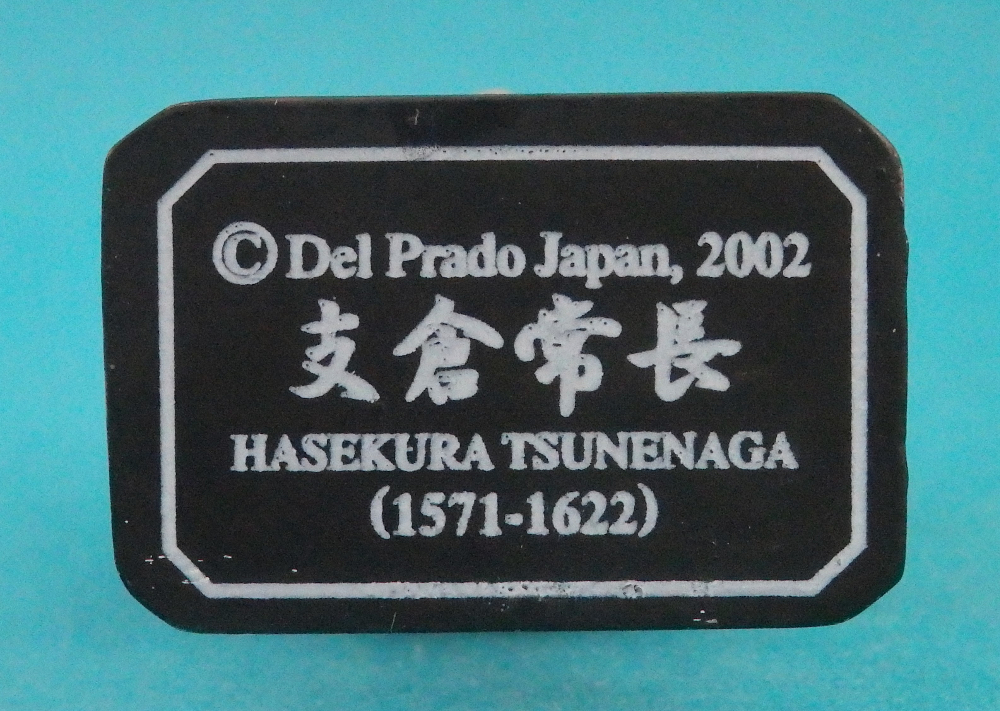 ©Del Prado Japan, 2002
支倉常長
HASEKURA TSUNENAGA
(1571-1622)